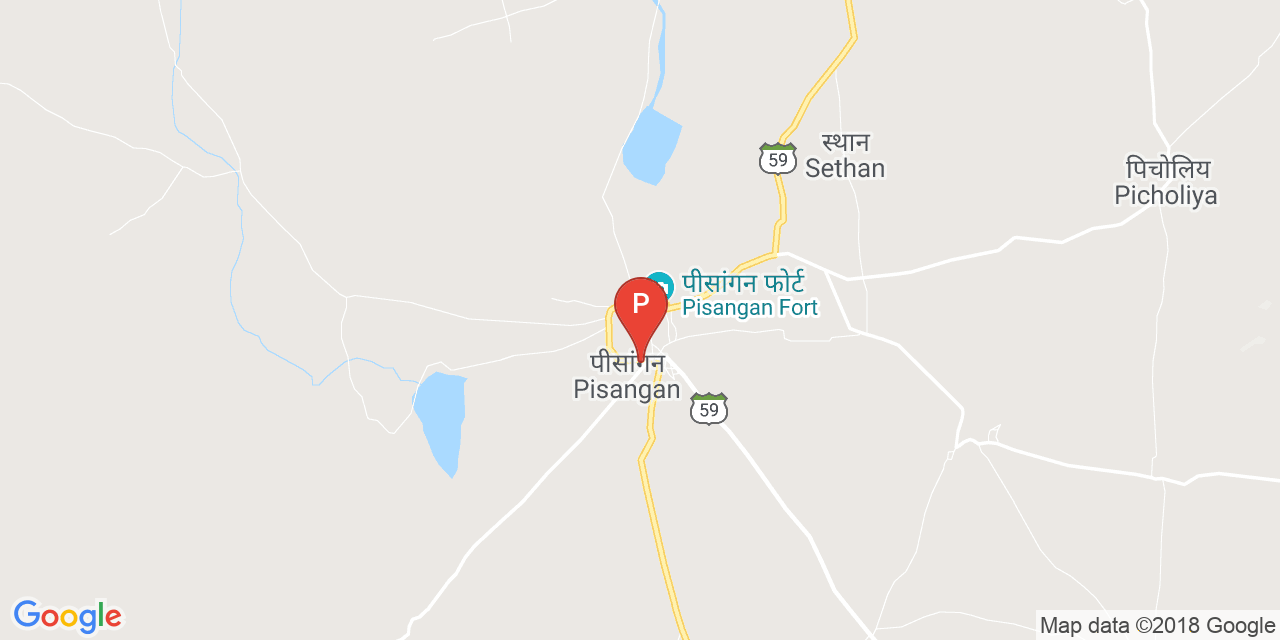 59
स्थान
Sethan
पिचोलिय
Picholiya
पीसांगन फोर्ट
Pisangan Fort
P
पीसांगन
Pisangan
59
Google
Map data ©2018 Google